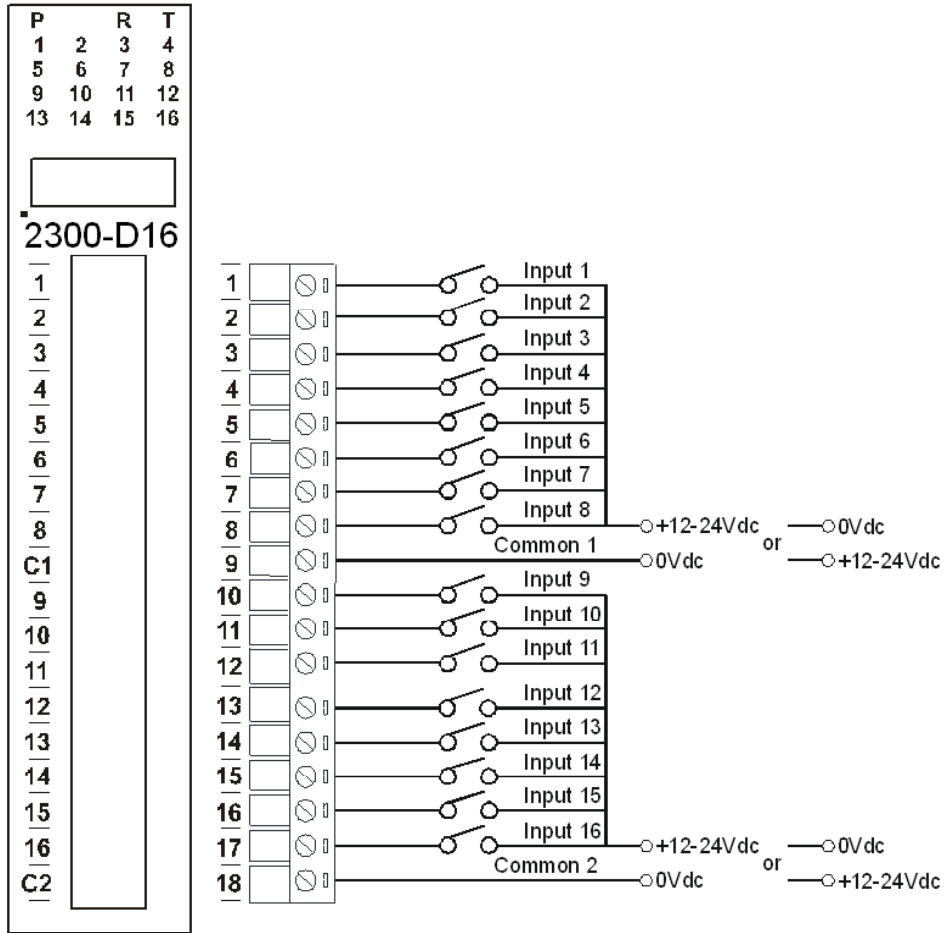 P R T
1 2 3 4
5 6 7 8
9 10 11 12
13 14 15 16
2300-D16
1
2
3
4
5
6
7
8
C1
9
10
11
12
13
14
15
16
C2
1 Input 1
2 Input 2
3 Input 3
4 Input 4
5 Input 5
6 Input 6
7 Input 7
8 Input 8 +12-24Vdc or 0Vdc
9 Common 1 0Vdc +12-24Vdc
10 Input 9
11 Input 10
12 Input 11
13 Input 12
14 Input 13
15 Input 14
16 Input 15
17 Input 16 +12-24Vdc or 0Vdc
18 Common 2 0Vdc +12-24Vdc